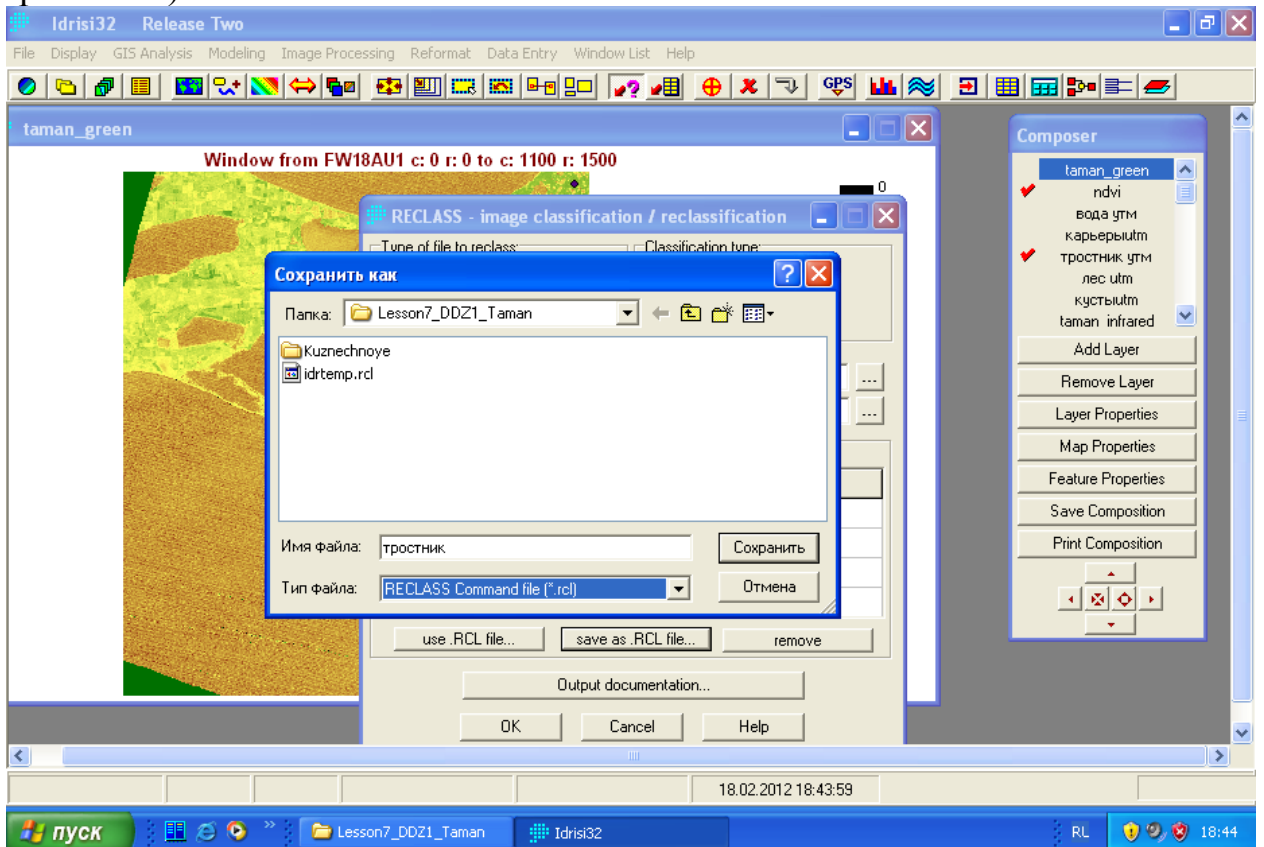 Idrisi32 Release Two
File Display GIS Analysis Modeling Image Processing Reformat Data Entry Window List Help
GPS
taman_green
Window from FW18AU1 c: 0 r: 0 to c: 1100 r: 1500
0
RECLASS - image classification / reclassification
Type of file to reclass: Classification type:
Сохранить как
Папка: Lesson7_DDZ1_Taman
Kuznechnoye
idrtemp.rcl
...
...
Имя файла: тростник Сохранить
Тип файла: RECLASS Command file (*.rcl) Отмена
use .RCL file... save as .RCL file... remove
Output documentation...
OK Cancel Help
Composer
taman_green
ndvi
вода утм
карьерыutm
тростник утм
лес utm
кустыutm
taman infrared
Add Layer
Remove Layer
Layer Properties
Map Properties
Feature Properties
Save Composition
Print Composition
18.02.2012 18:43:59
пуск Lesson7_DDZ1_Taman Idrisi32 RL 18:44